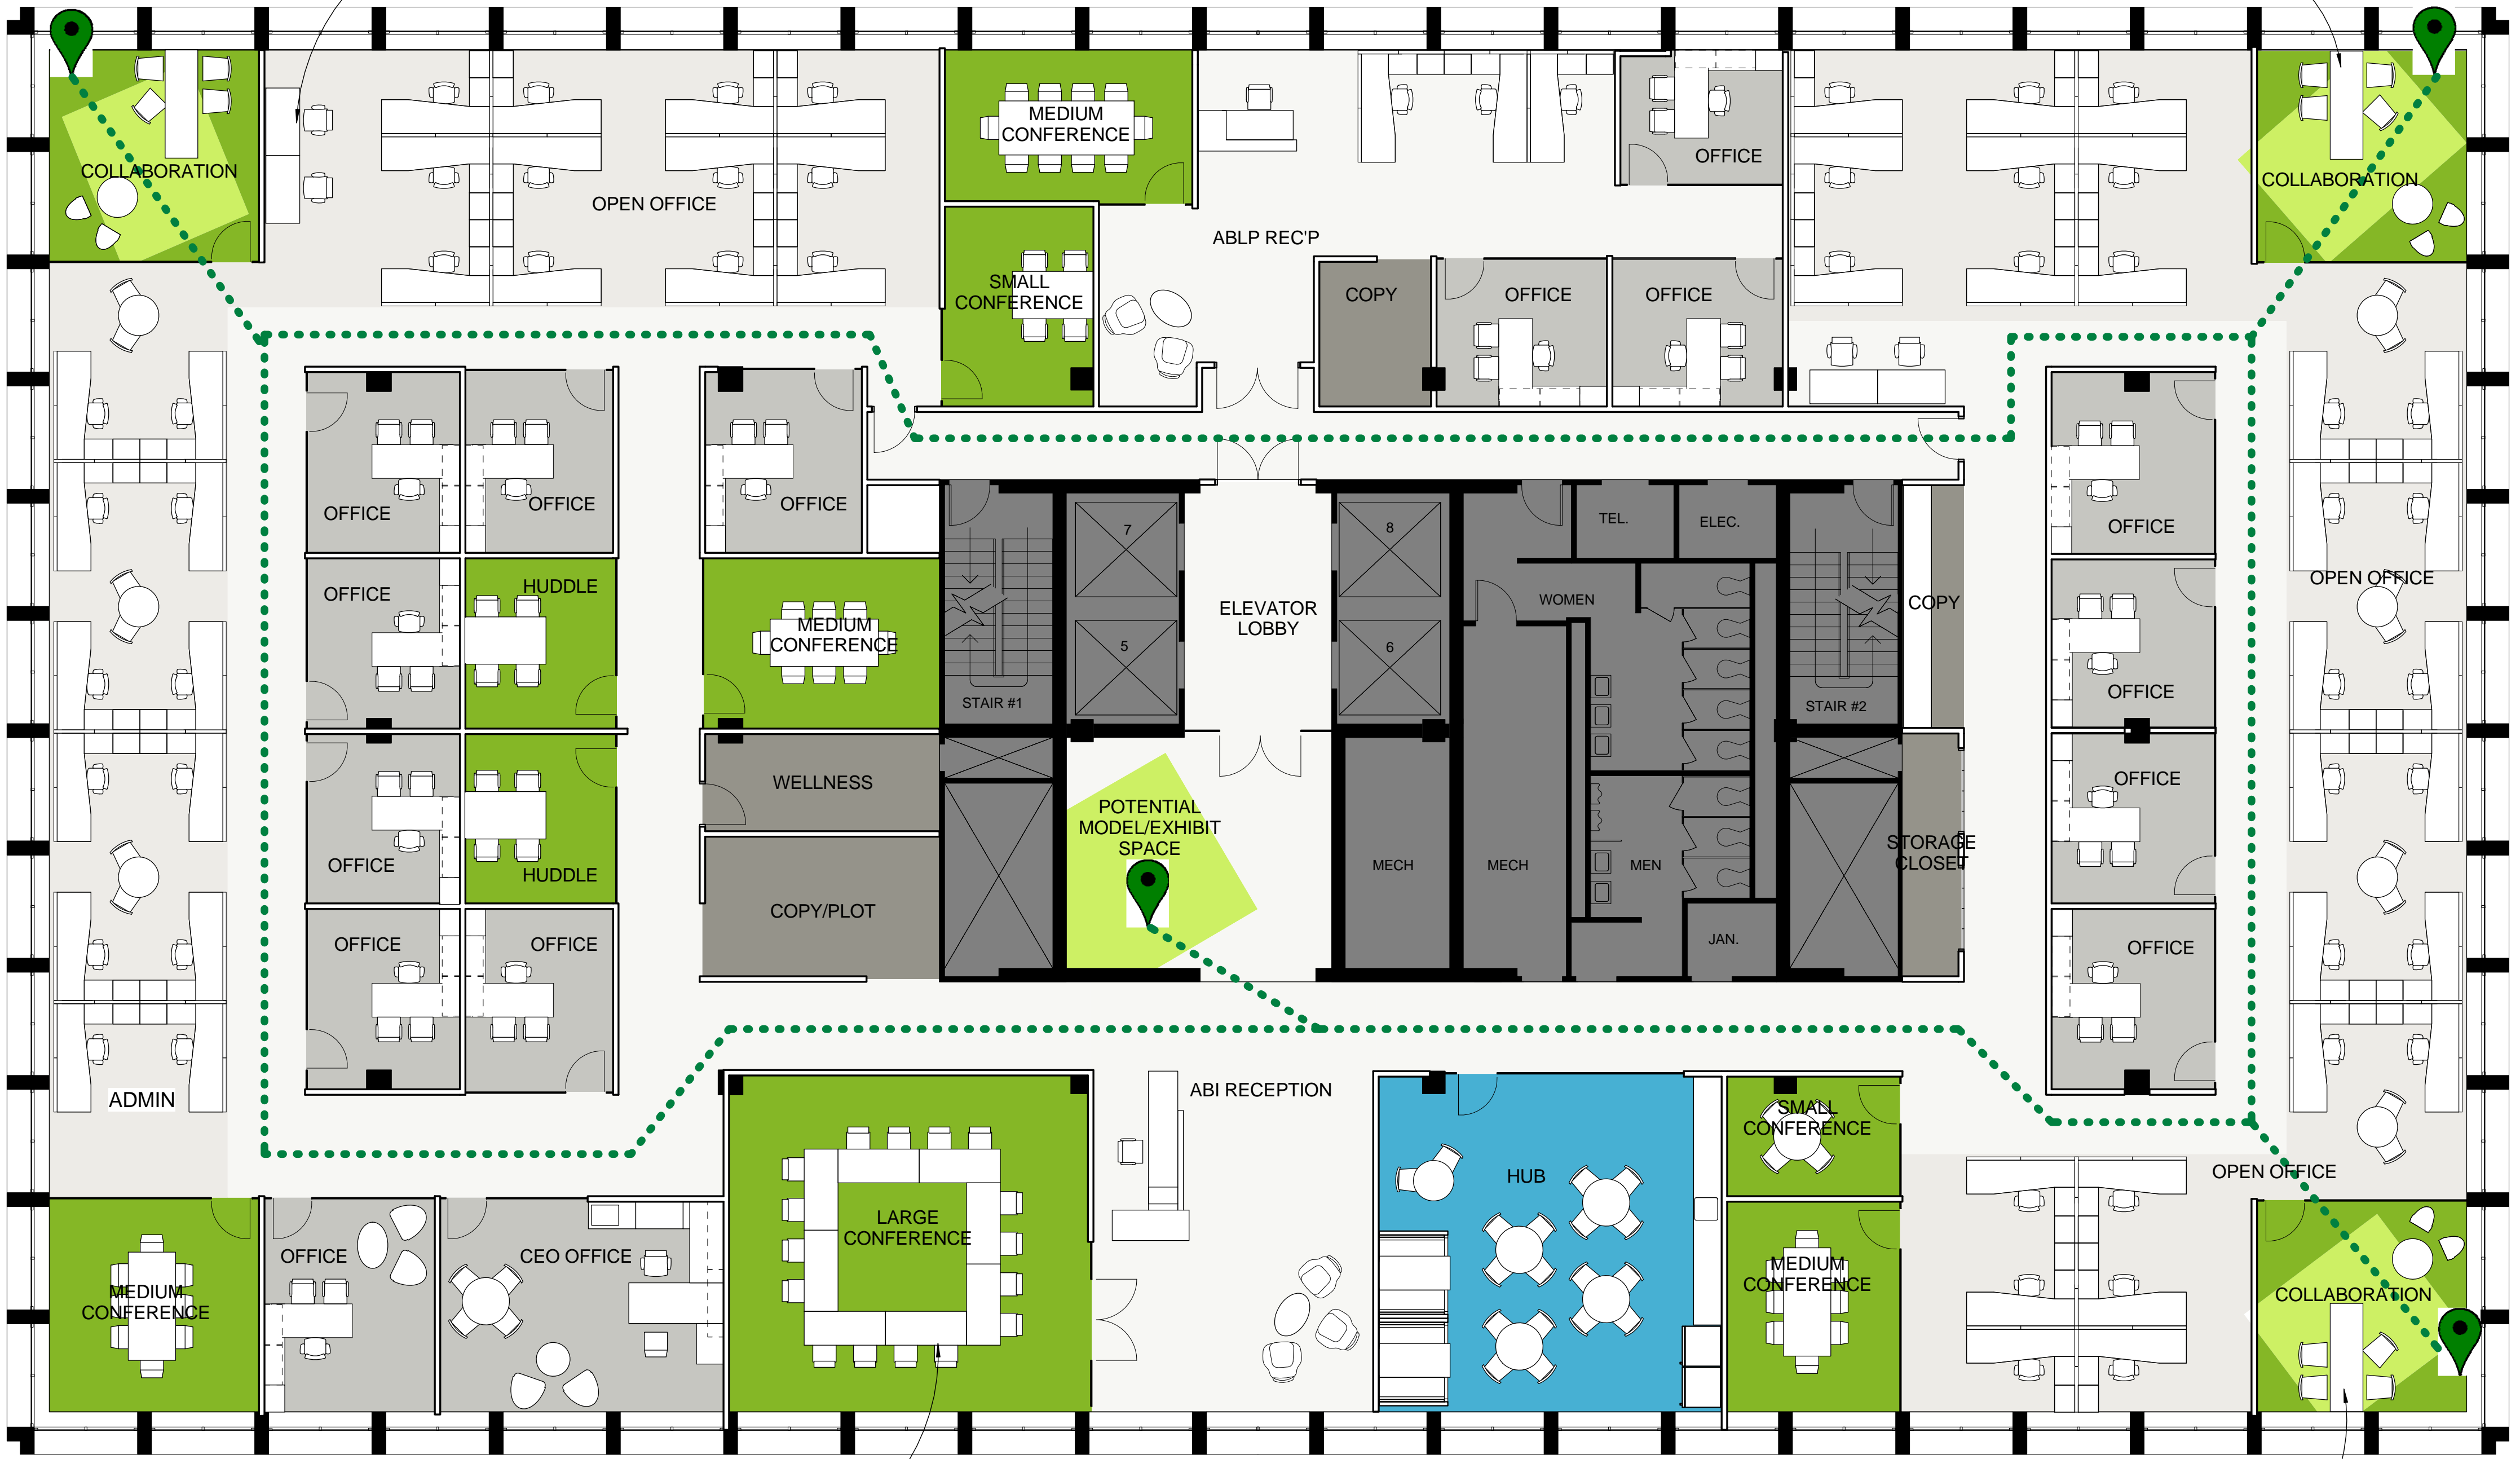 MEDIUM
CONFERENCE
OFFICE
COLLABORATION
COLLABORATION
OPEN OFFICE
ABLP REC'P
SMALL
CONFERENCE
COPY
OFFICE
OFFICE
OFFICE
OFFICE
OFFICE
7
8
TEL.
ELEC.
OFFICE
OFFICE
HUDDLE
MEDIUM
CONFERENCE
ELEVATOR
LOBBY
5
6
WOMEN
COPY
OPEN OFFICE
STAIR #1
STAIR #2
OFFICE
WELLNESS
OFFICE
POTENTIAL
MODEL/EXHIBIT
SPACE
OFFICE
HUDDLE
MECH
MECH
MEN
STORAGE
CLOSET
COPY/PLOT
OFFICE
OFFICE
JAN.
OFFICE
ADMIN
ABI RECEPTION
SMALL
CONFERENCE
HUB
OPEN OFFICE
LARGE
CONFERENCE
OFFICE
CEO OFFICE
MEDIUM
CONFERENCE
MEDIUM
CONFERENCE
COLLABORATION